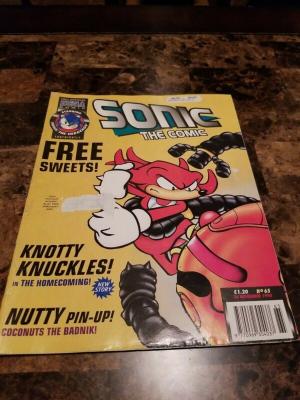 SEGA
SONIC
THE COMIC
FREE
SWEETS!
KNOTTY
KNUCKLES!
IN THE HOMECOMING!
NEW
STORY!
NUTTY PIN-UP!
COCONUTS THE BADNIK!
£1.20 Nº 65